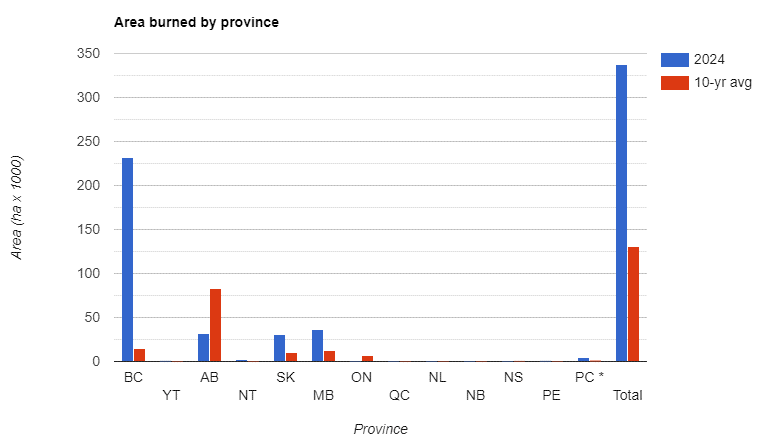 Area burned by province
2024
10-yr avg
350
300
250
200
150
100
50
0
Area (ha x 1000)
BC AB SK ON NL NS PC *
YT NT MB QC NB PE Total
Province